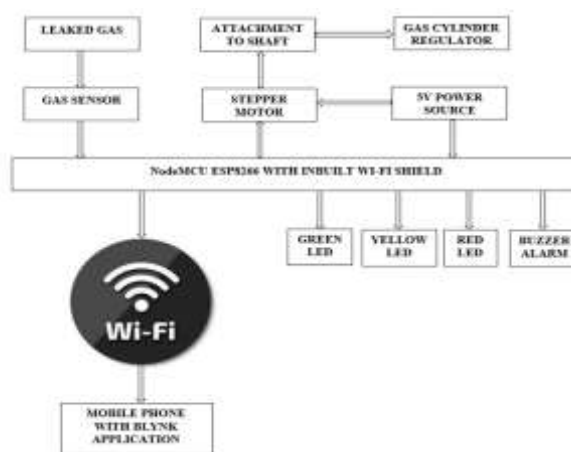 LEAKED GAS
ATTACHMENT
TO SHAFT
GAS CYLINDER
REGULATOR
GAS SENSOR
STEPPER
MOTOR
5V POWER
SOURCE
NodeMCU ESP8266 WITH INBUILT WI-FI SHIELD
GREEN
LED
YELLOW
LED
RED
LED
BUZZER
ALARM
Wi-Fi
MOBILE PHONE
WITH BLYNK
APPLICATION